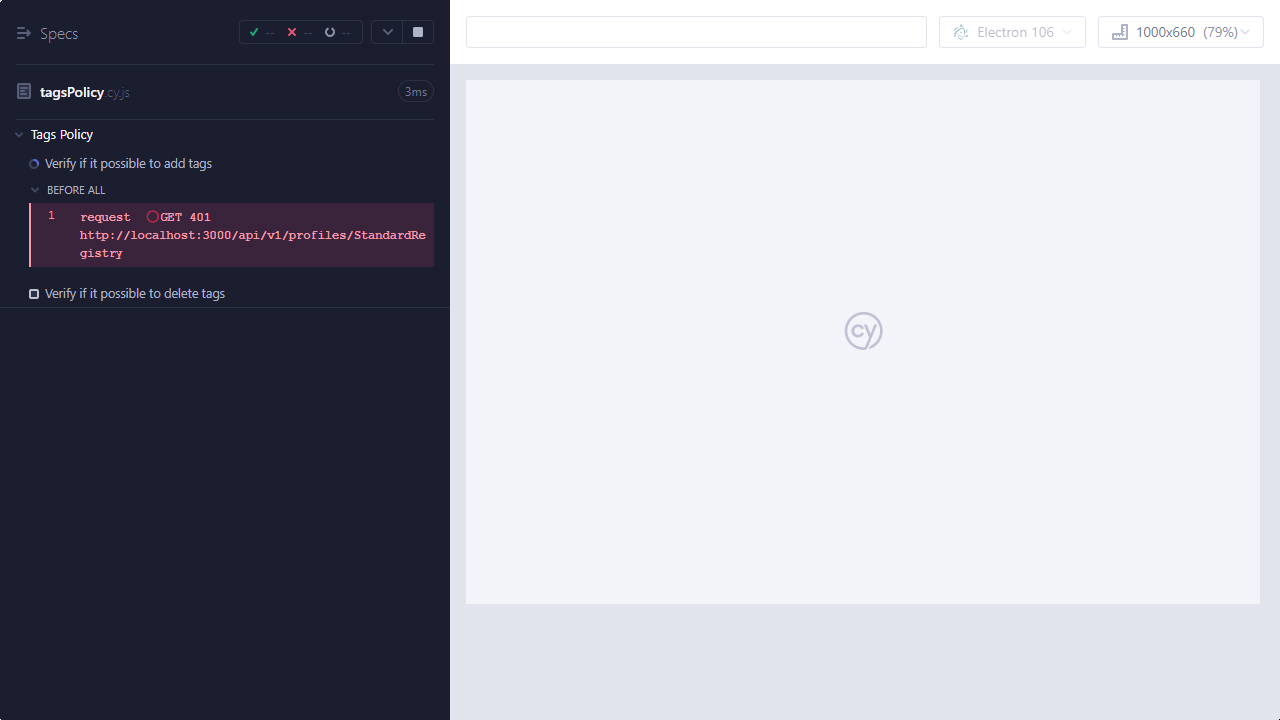 Specs
-- -- --
tagsPolicy.cy.js
3ms
Tags Policy
Verify if it possible to add tags
BEFORE ALL
1 request GET 401
http://localhost:3000/api/v1/profiles/StandardRe
gistry
Verify if it possible to delete tags
Electron 106
1000x660 (79%)
cy